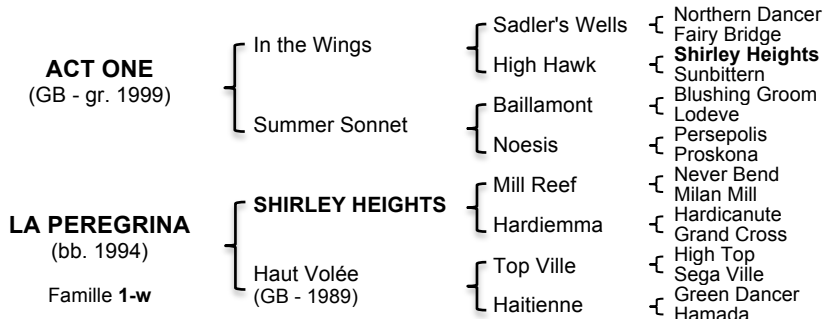 ACT ONE
(GB - gr. 1999)
In the Wings
Sadler's Wells
Northern Dancer
Fairy Bridge
High Hawk
Shirley Heights
Sunbittern
Summer Sonnet
Baillamont
Blushing Groom
Lodeve
Noesis
Persepolis
Proskona
LA PEREGRINA
(bb. 1994)
Famille 1-w
SHIRLEY HEIGHTS
Mill Reef
Never Bend
Milan Mill
Hardiemma
Hardicanute
Grand Cross
Haut Volée
(GB - 1989)
Top Ville
High Top
Sega Ville
Haitienne
Green Dancer
Hamada